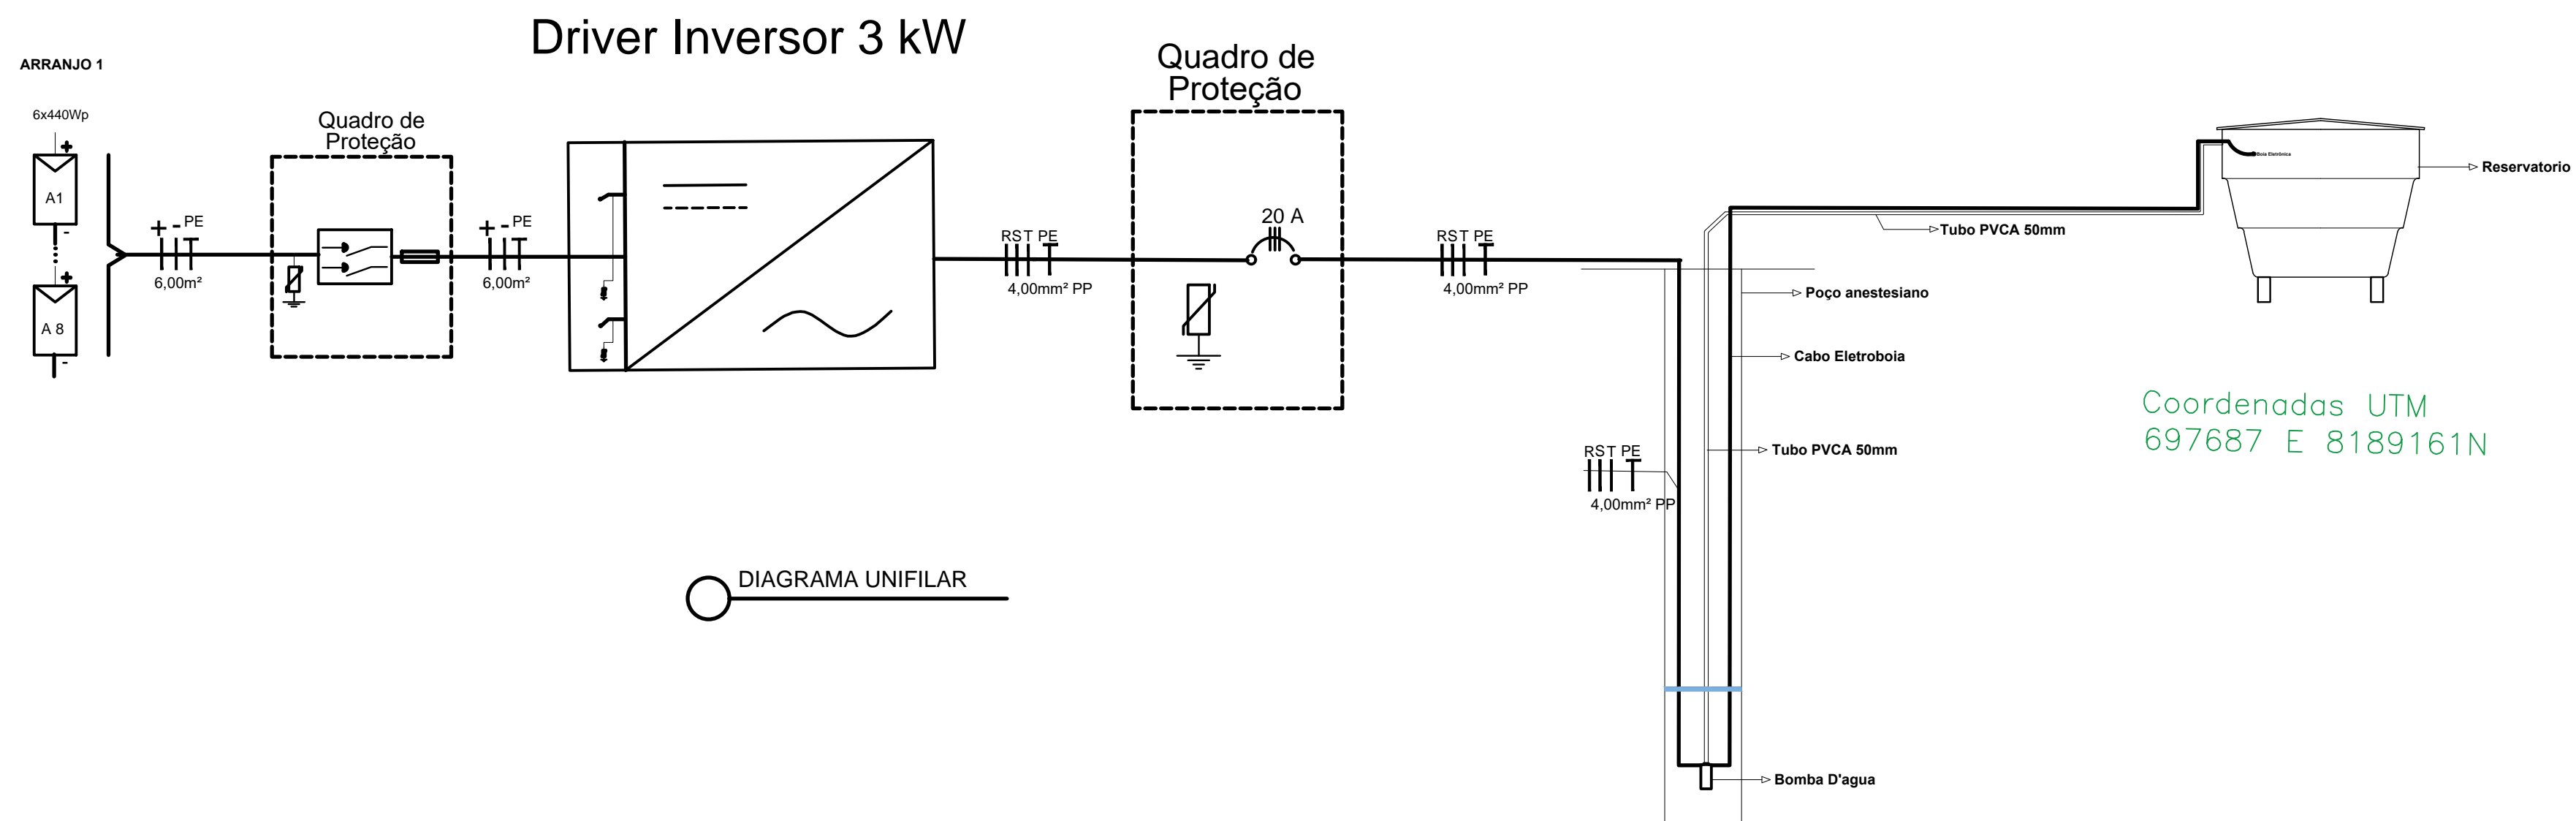 Driver Inversor 3 kW
ARRANJO 1
6x440Wp
+
A1
-
+
A 8
-
+ - PE
6,00m²
Quadro de
Proteção
+ - PE
6,00m²
RST PE
4,00mm² PP
Quadro de
Proteção
20 A
RST PE
4,00mm² PP
RST PE
4,00mm² PP
Boia Eletrônica
Reservatorio
Tubo PVCA 50mm
Poço anestesiano
Cabo Eletroboia
Tubo PVCA 50mm
Bomba D'agua
Coordenadas UTM
697687 E 8189161N
DIAGRAMA UNIFILAR